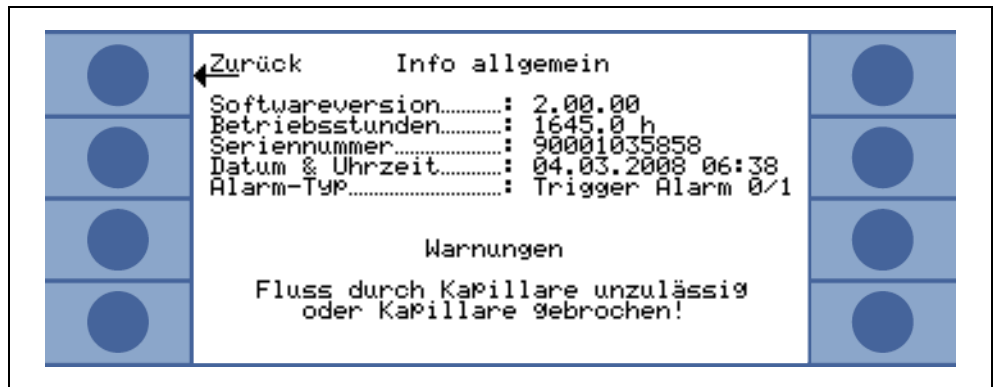 Zurück Info allgemein
Softwareversion..........: 2.00.00
Betriebsstunden..........: 1645.0 h
Seriennummer..........: 90001035858
Datum & Uhrzeit..........: 04.03.2008 06:38
Alarm-Typ..........: Trigger Alarm 0/1
Warnungen
Fluss durch Kapillare unzulässig
oder Kapillare gebrochen!